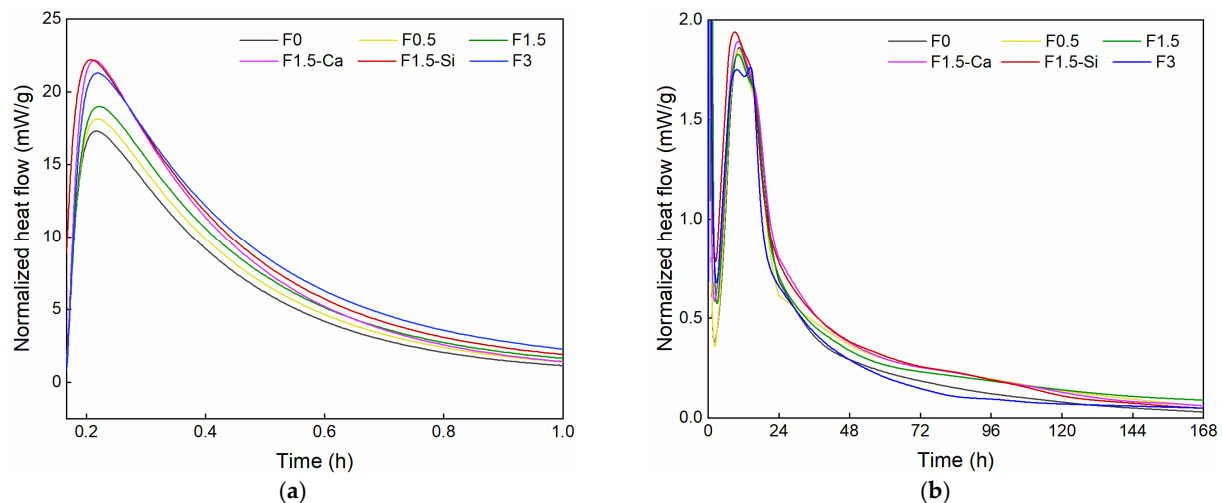 25
20
15
10
5
0
0.2
0.4
0.6
0.8
1.0
Normalized heat flow (mW/g)
Time (h)
F0
F0.5
F1.5
F1.5-Ca
F1.5-Si
F3
(a)
2.0
1.5
1.0
0.5
0.0
0
24
48
72
96
120
144
168
Normalized heat flow (mW/g)
Time (h)
F0
F0.5
F1.5
F1.5-Ca
F1.5-Si
F3
(b)